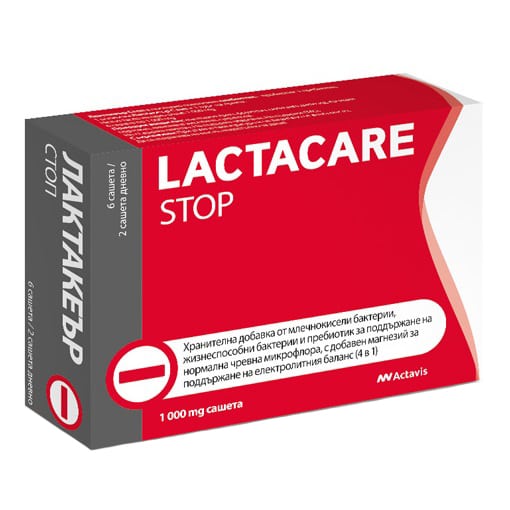 LACTACARE
STOP
Хранителна добавка от млечнокисели бактерии,
жизнеспособни бактерии и пребиотик за поддържане на
нормална чревна микрофлора, с добавен магнезий за
поддържане на електролитния баланс (4 в 1)
1 000 mg сашета
Actavis
ЛАКТАКЕЪР
СТОП
6 сашета /
2 сашета дневно
6 сашета / 2 сашета дневно